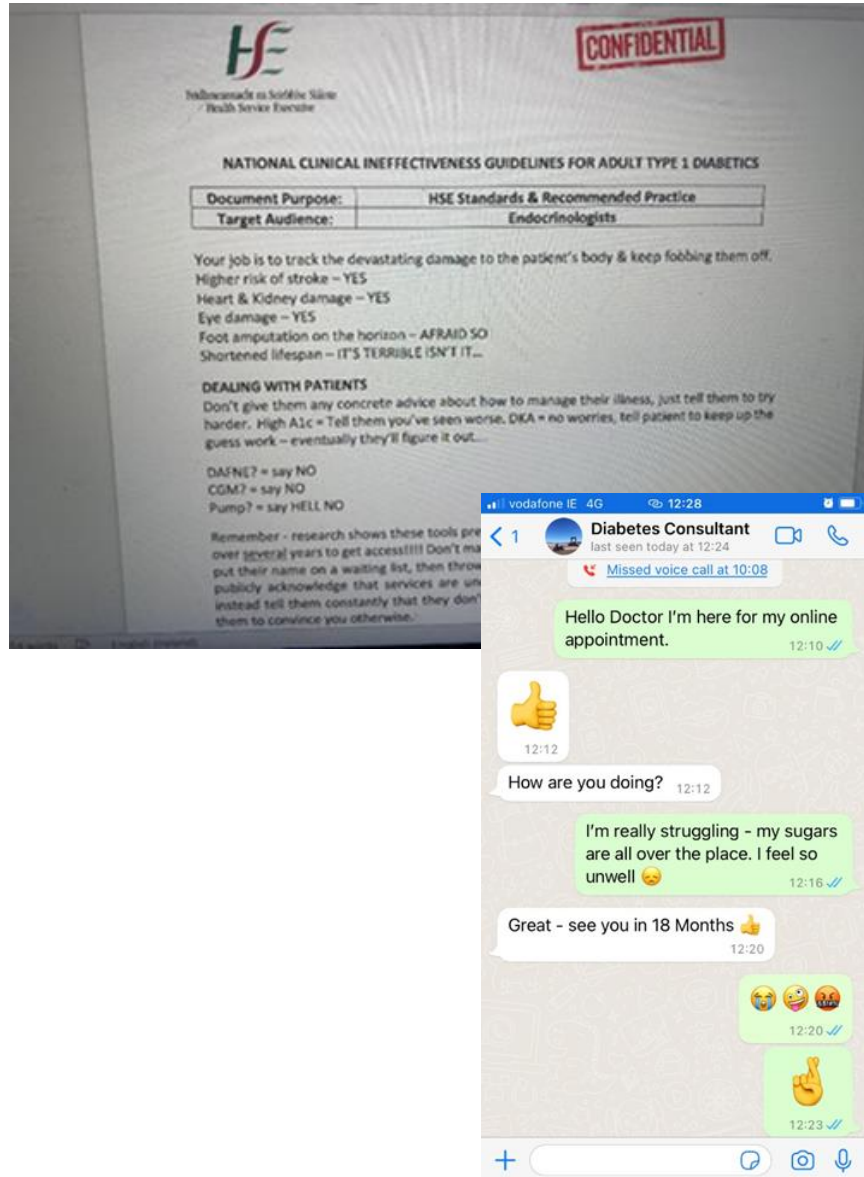 HSE
CONFIDENTIAL
Feidhmeannacht na Seirbhíse Sláinte
Health Service Executive
NATIONAL CLINICAL INEFFECTIVENESS GUIDELINES FOR ADULT TYPE 1 DIABETICS
Document Purpose: HSE Standards & Recommended Practice
Target Audience: Endocrinologists
Your job is to track the devastating damage to the patient's body & keep fobbing them off.
Higher risk of stroke – YES
Heart & Kidney damage – YES
Eye damage – YES
Foot amputation on the horizon – AFRAID SO
Shortened lifespan – IT'S TERRIBLE ISN'T IT...
DEALING WITH PATIENTS
Don't give them any concrete advice about how to manage their illness, just tell them to try
harder. High A1c = Tell them you've seen worse. DKA = no worries, tell patient to keep up the
guess work – eventually they'll figure it out...
DAFNE? = say NO
CGM? = say NO
Pump? = say HELL NO
Remember - research shows these tools
over several years to get access!!!! Don't
put their name on a waiting list, then
publicly acknowledge that services are
instead tell them constantly that they
them to convince you otherwise.
vodafone IE 4G 12:28
1 Diabetes Consultant
last seen today at 12:24
Missed voice call at 10:08
Hello Doctor I'm here for my online
appointment.
12:10
👍
12:12
How are you doing? 12:12
I'm really struggling - my sugars
are all over the place. I feel so
unwell 😞
12:16
Great - see you in 18 Months 👍
12:20
😭 🤪 🤬
12:20
🤞
12:23